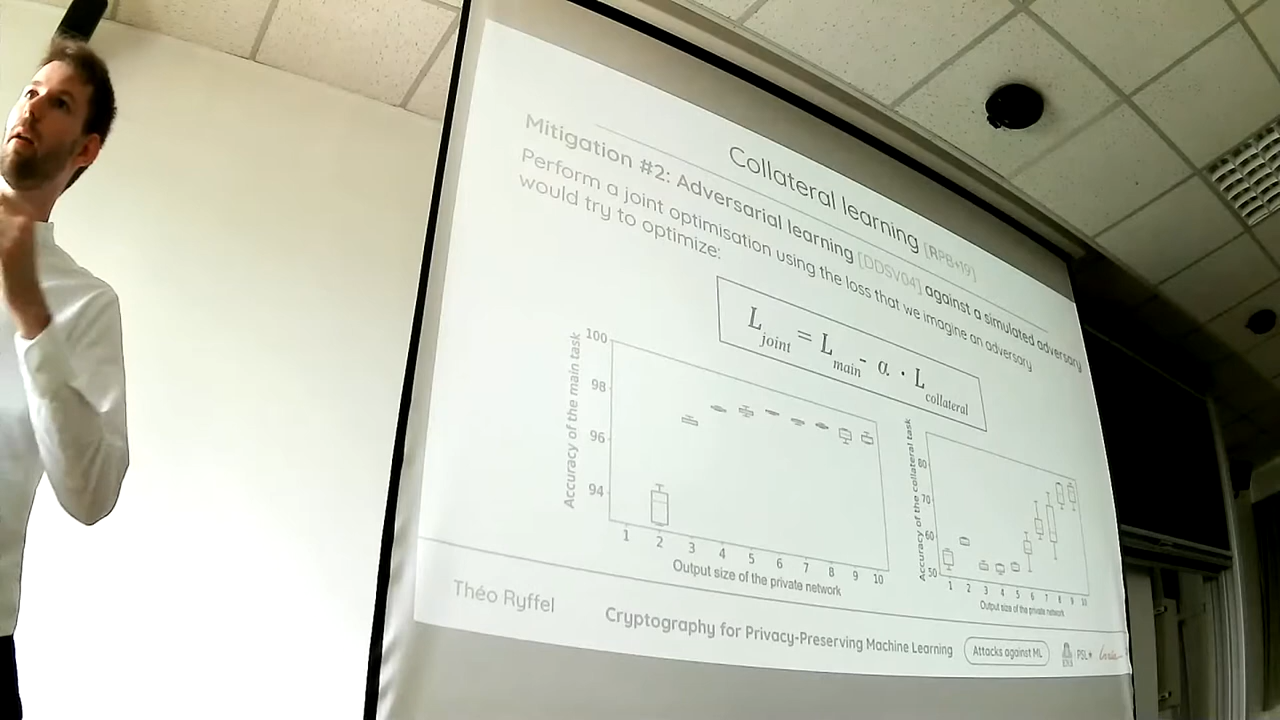 Collateral learning [RPB+19]
Mitigation #2: Adversarial learning [DDSV04] against a simulated adversary
Perform a joint optimisation using the loss that we imagine an adversary
would try to optimize:
L joint = L main - α · L collateral
Accuracy of the main task
100
98
96
94
1 2 3 4 5 6 7 8 9 10
Output size of the private network
Accuracy of the collateral task
80
70
60
50
1 2 3 4 5 6 7 8 9 10
Output size of the private network
Théo Ryffel
Cryptography for Privacy-Preserving Machine Learning
Attacks against ML
PSL
Inria